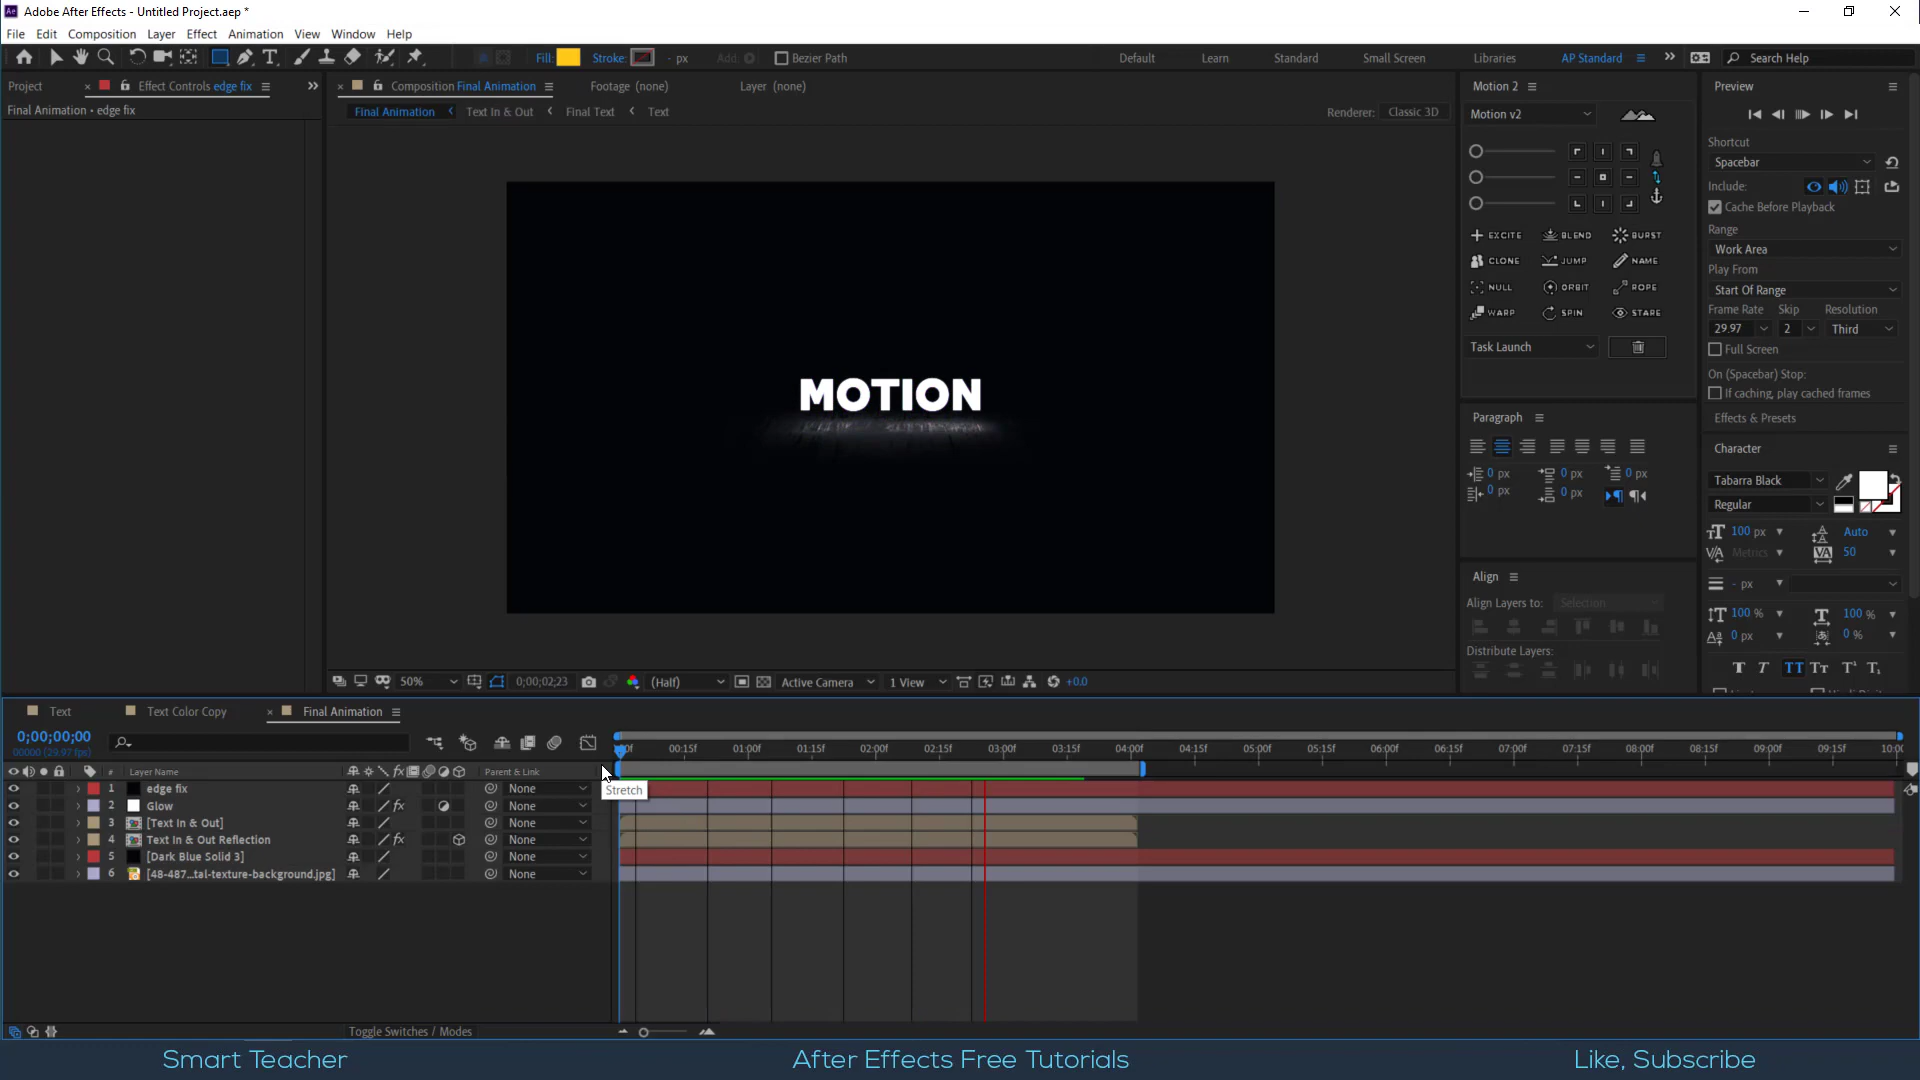 Adobe After Effects - Untitled Project.aep *
File Edit Composition Layer Effect Animation View Window Help
Fill: Stroke: - px Add: Bezier Path Default Learn Standard Small Screen Libraries AP Standard Search Help
Project Effect Controls edge fix
Final Animation • edge fix
Composition Final Animation Footage (none) Layer (none)
Final Animation Text In & Out Final Text Text Renderer: Classic 3D
MOTION
50% 0;00;02;23 (Half) Active Camera 1 View +0.0
Motion 2
Motion v2
EXCITE BLEND BURST
CLONE JUMP NAME
NULL ORBIT ROPE
WARP SPIN STARE
Task Launch
Paragraph
0 px 0 px 0 px
0 px 0 px
Align
Align Layers to: Selection
Distribute Layers:
Preview
Shortcut
Spacebar
Include:
Cache Before Playback
Range
Work Area
Play From
Start Of Range
Frame Rate Skip Resolution
29.97 2 Third
Full Screen
On (Spacebar) Stop:
If caching, play cached frames
Effects & Presets
Character
Tabarra Black
Regular
100 px Auto
Metrics 50
- px
100 % 100 %
0 px 0 %
Text Text Color Copy Final Animation
0;00;00;00
00000 (29.97 fps)
00f 00:15f 01:00f 01:15f 02:00f 02:15f 03:00f 03:15f 04:00f 04:15f 05:00f 05:15f 06:00f 06:15f 07:00f 07:15f 08:00f 08:15f 09:00f 09:15f 10:0
# Layer Name Parent & Link
1 edge fix None
Stretch
2 Glow None
3 [Text In & Out] None
4 Text In & Out Reflection None
5 [Dark Blue Solid 3] None
6 [48-487...tal-texture-background.jpg] None
Toggle Switches / Modes
Smart Teacher After Effects Free Tutorials Like, Subscribe